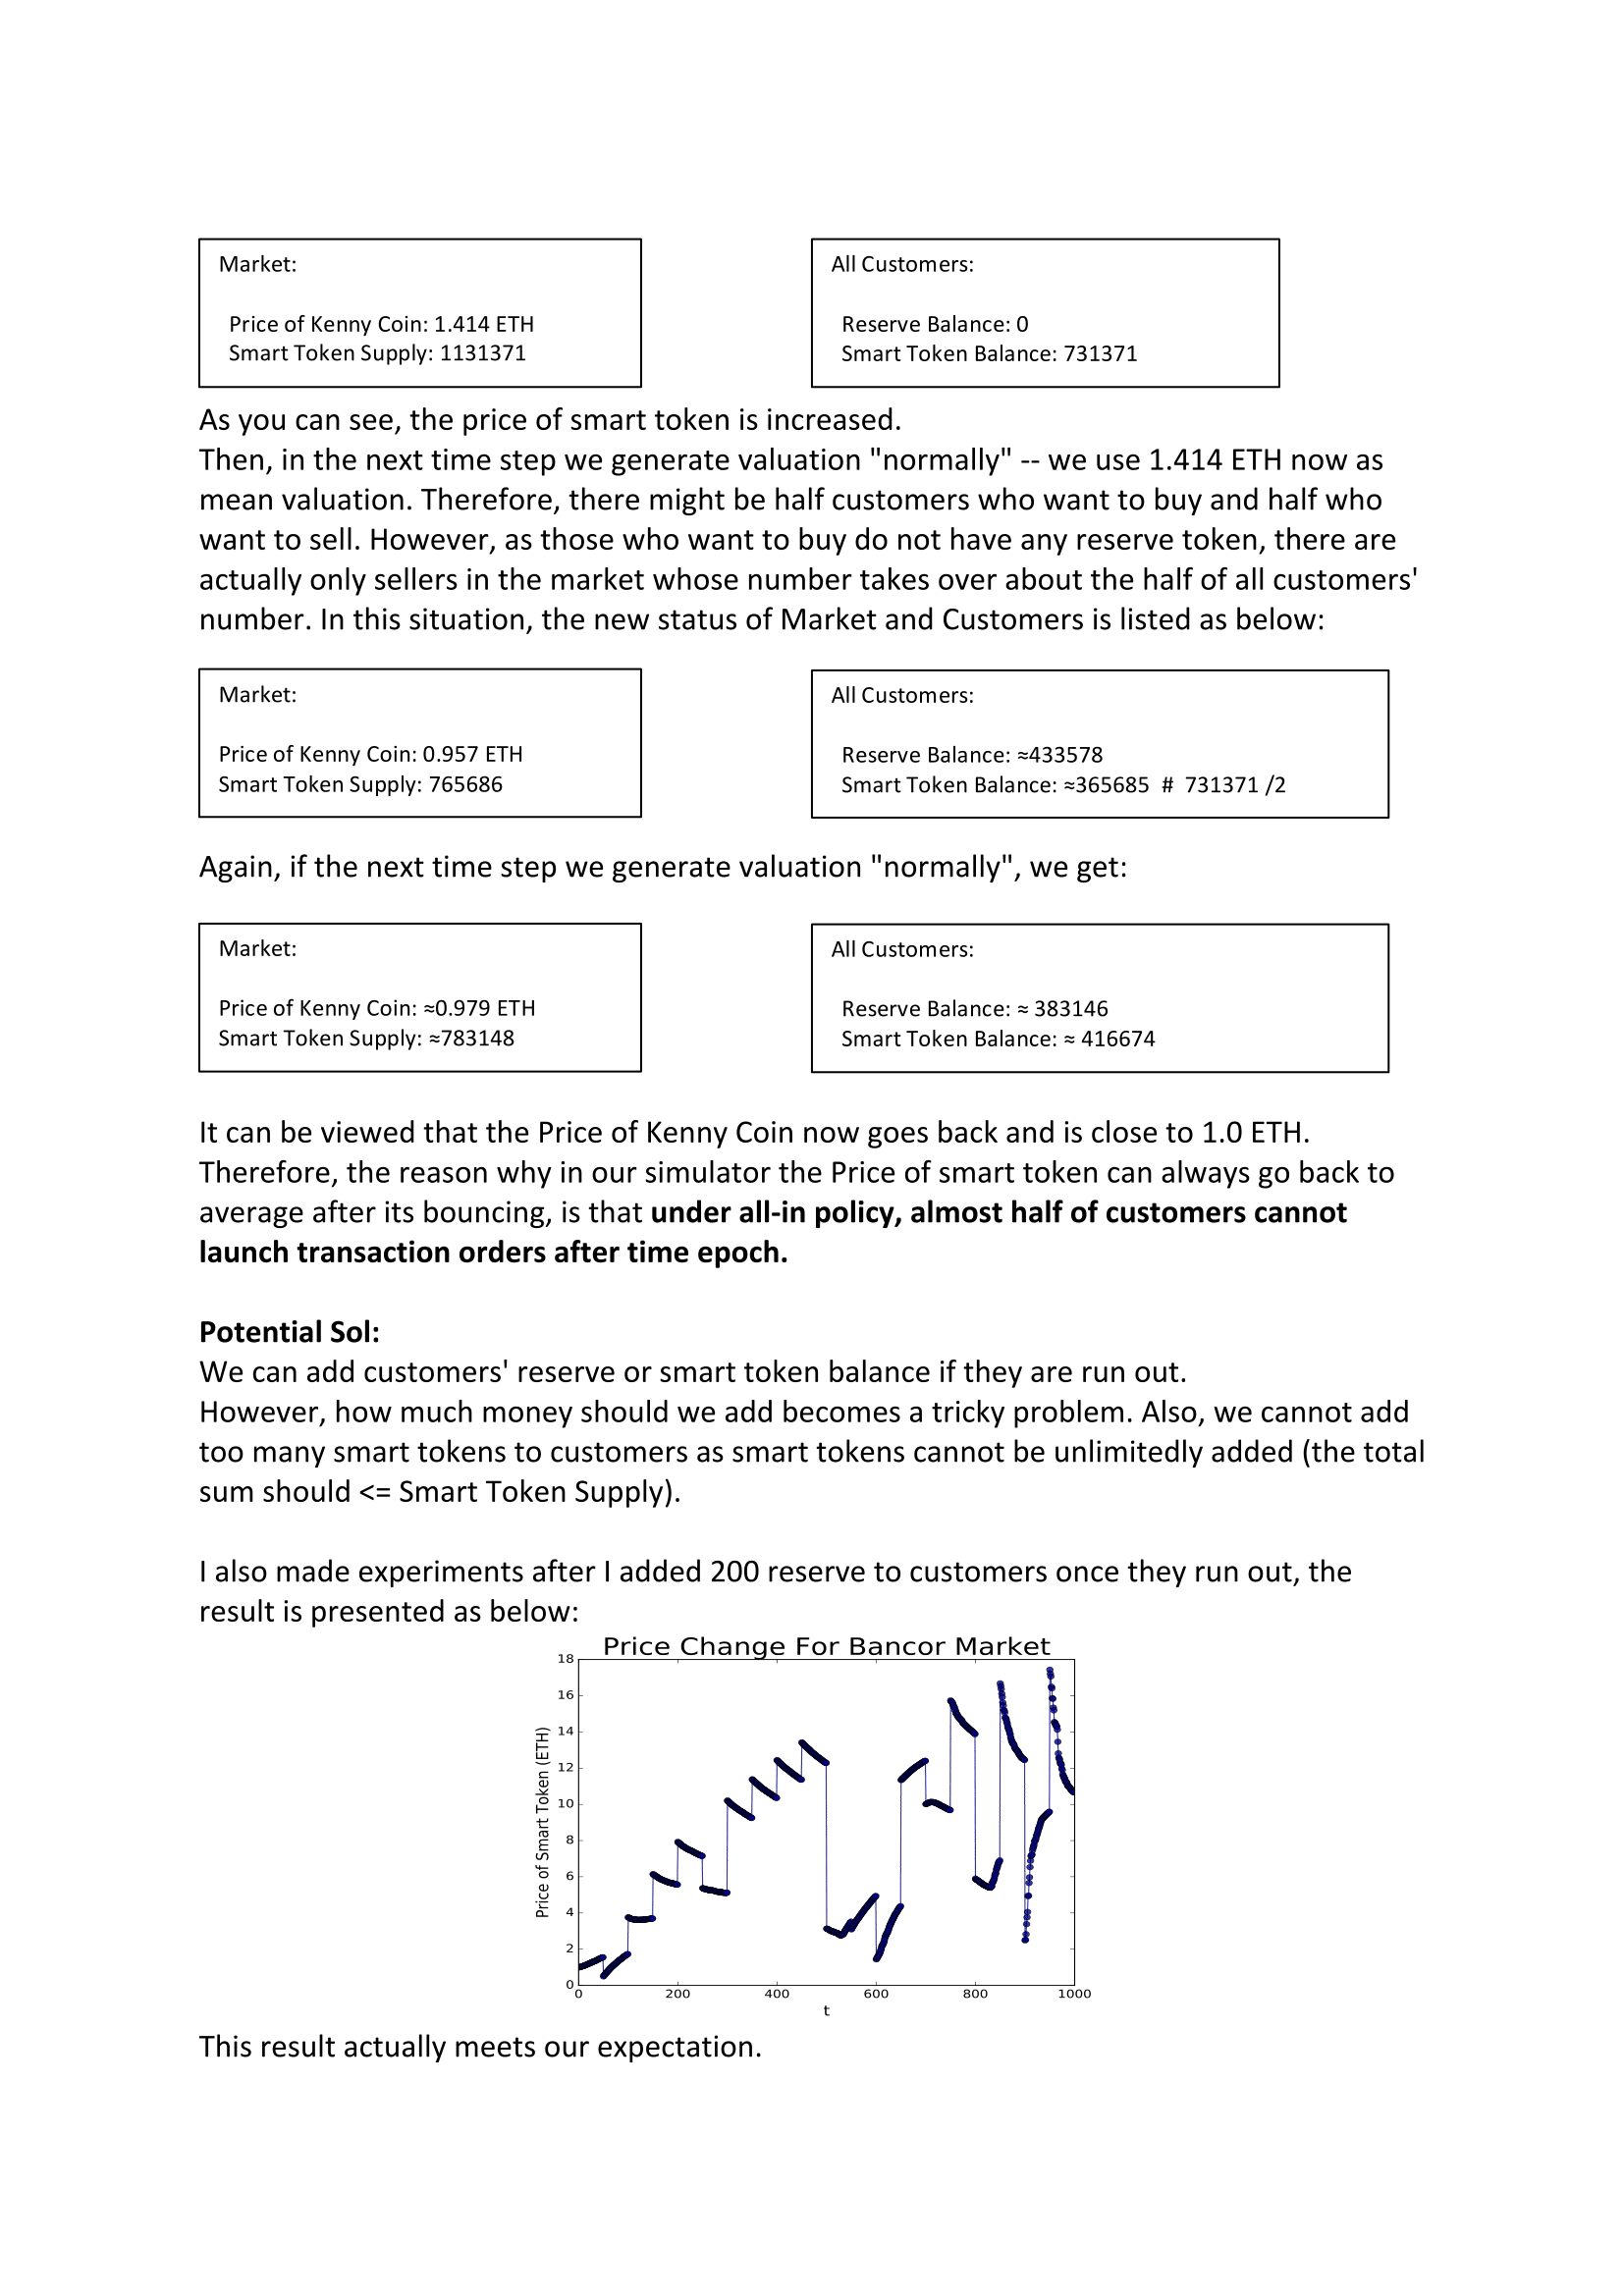 Market:
Price of Kenny Coin: 1.414 ETH
Smart Token Supply: 1131371
All Customers:
Reserve Balance: 0
Smart Token Balance: 731371
As you can see, the price of smart token is increased.
Then, in the next time step we generate valuation "normally" -- we use 1.414 ETH now as
mean valuation. Therefore, there might be half customers who want to buy and half who
want to sell. However, as those who want to buy do not have any reserve token, there are
actually only sellers in the market whose number takes over about the half of all customers'
number. In this situation, the new status of Market and Customers is listed as below:
Market:
Price of Kenny Coin: 0.957 ETH
Smart Token Supply: 765686
All Customers:
Reserve Balance: ≈433578
Smart Token Balance: ≈365685 # 731371 /2
Again, if the next time step we generate valuation "normally", we get:
Market:
Price of Kenny Coin: ≈0.979 ETH
Smart Token Supply: ≈783148
All Customers:
Reserve Balance: ≈ 383146
Smart Token Balance: ≈ 416674
It can be viewed that the Price of Kenny Coin now goes back and is close to 1.0 ETH.
Therefore, the reason why in our simulator the Price of smart token can always go back to
average after its bouncing, is that under all-in policy, almost half of customers cannot
launch transaction orders after time epoch.
Potential Sol:
We can add customers' reserve or smart token balance if they are run out.
However, how much money should we add becomes a tricky problem. Also, we cannot add
too many smart tokens to customers as smart tokens cannot be unlimitedly added (the total
sum should <= Smart Token Supply).
I also made experiments after I added 200 reserve to customers once they run out, the
result is presented as below:
Price Change For Bancor Market
Price of Smart Token (ETH)
18
16
14
12
10
8
6
4
2
0
0 200 400 600 800 1000
t
This result actually meets our expectation.